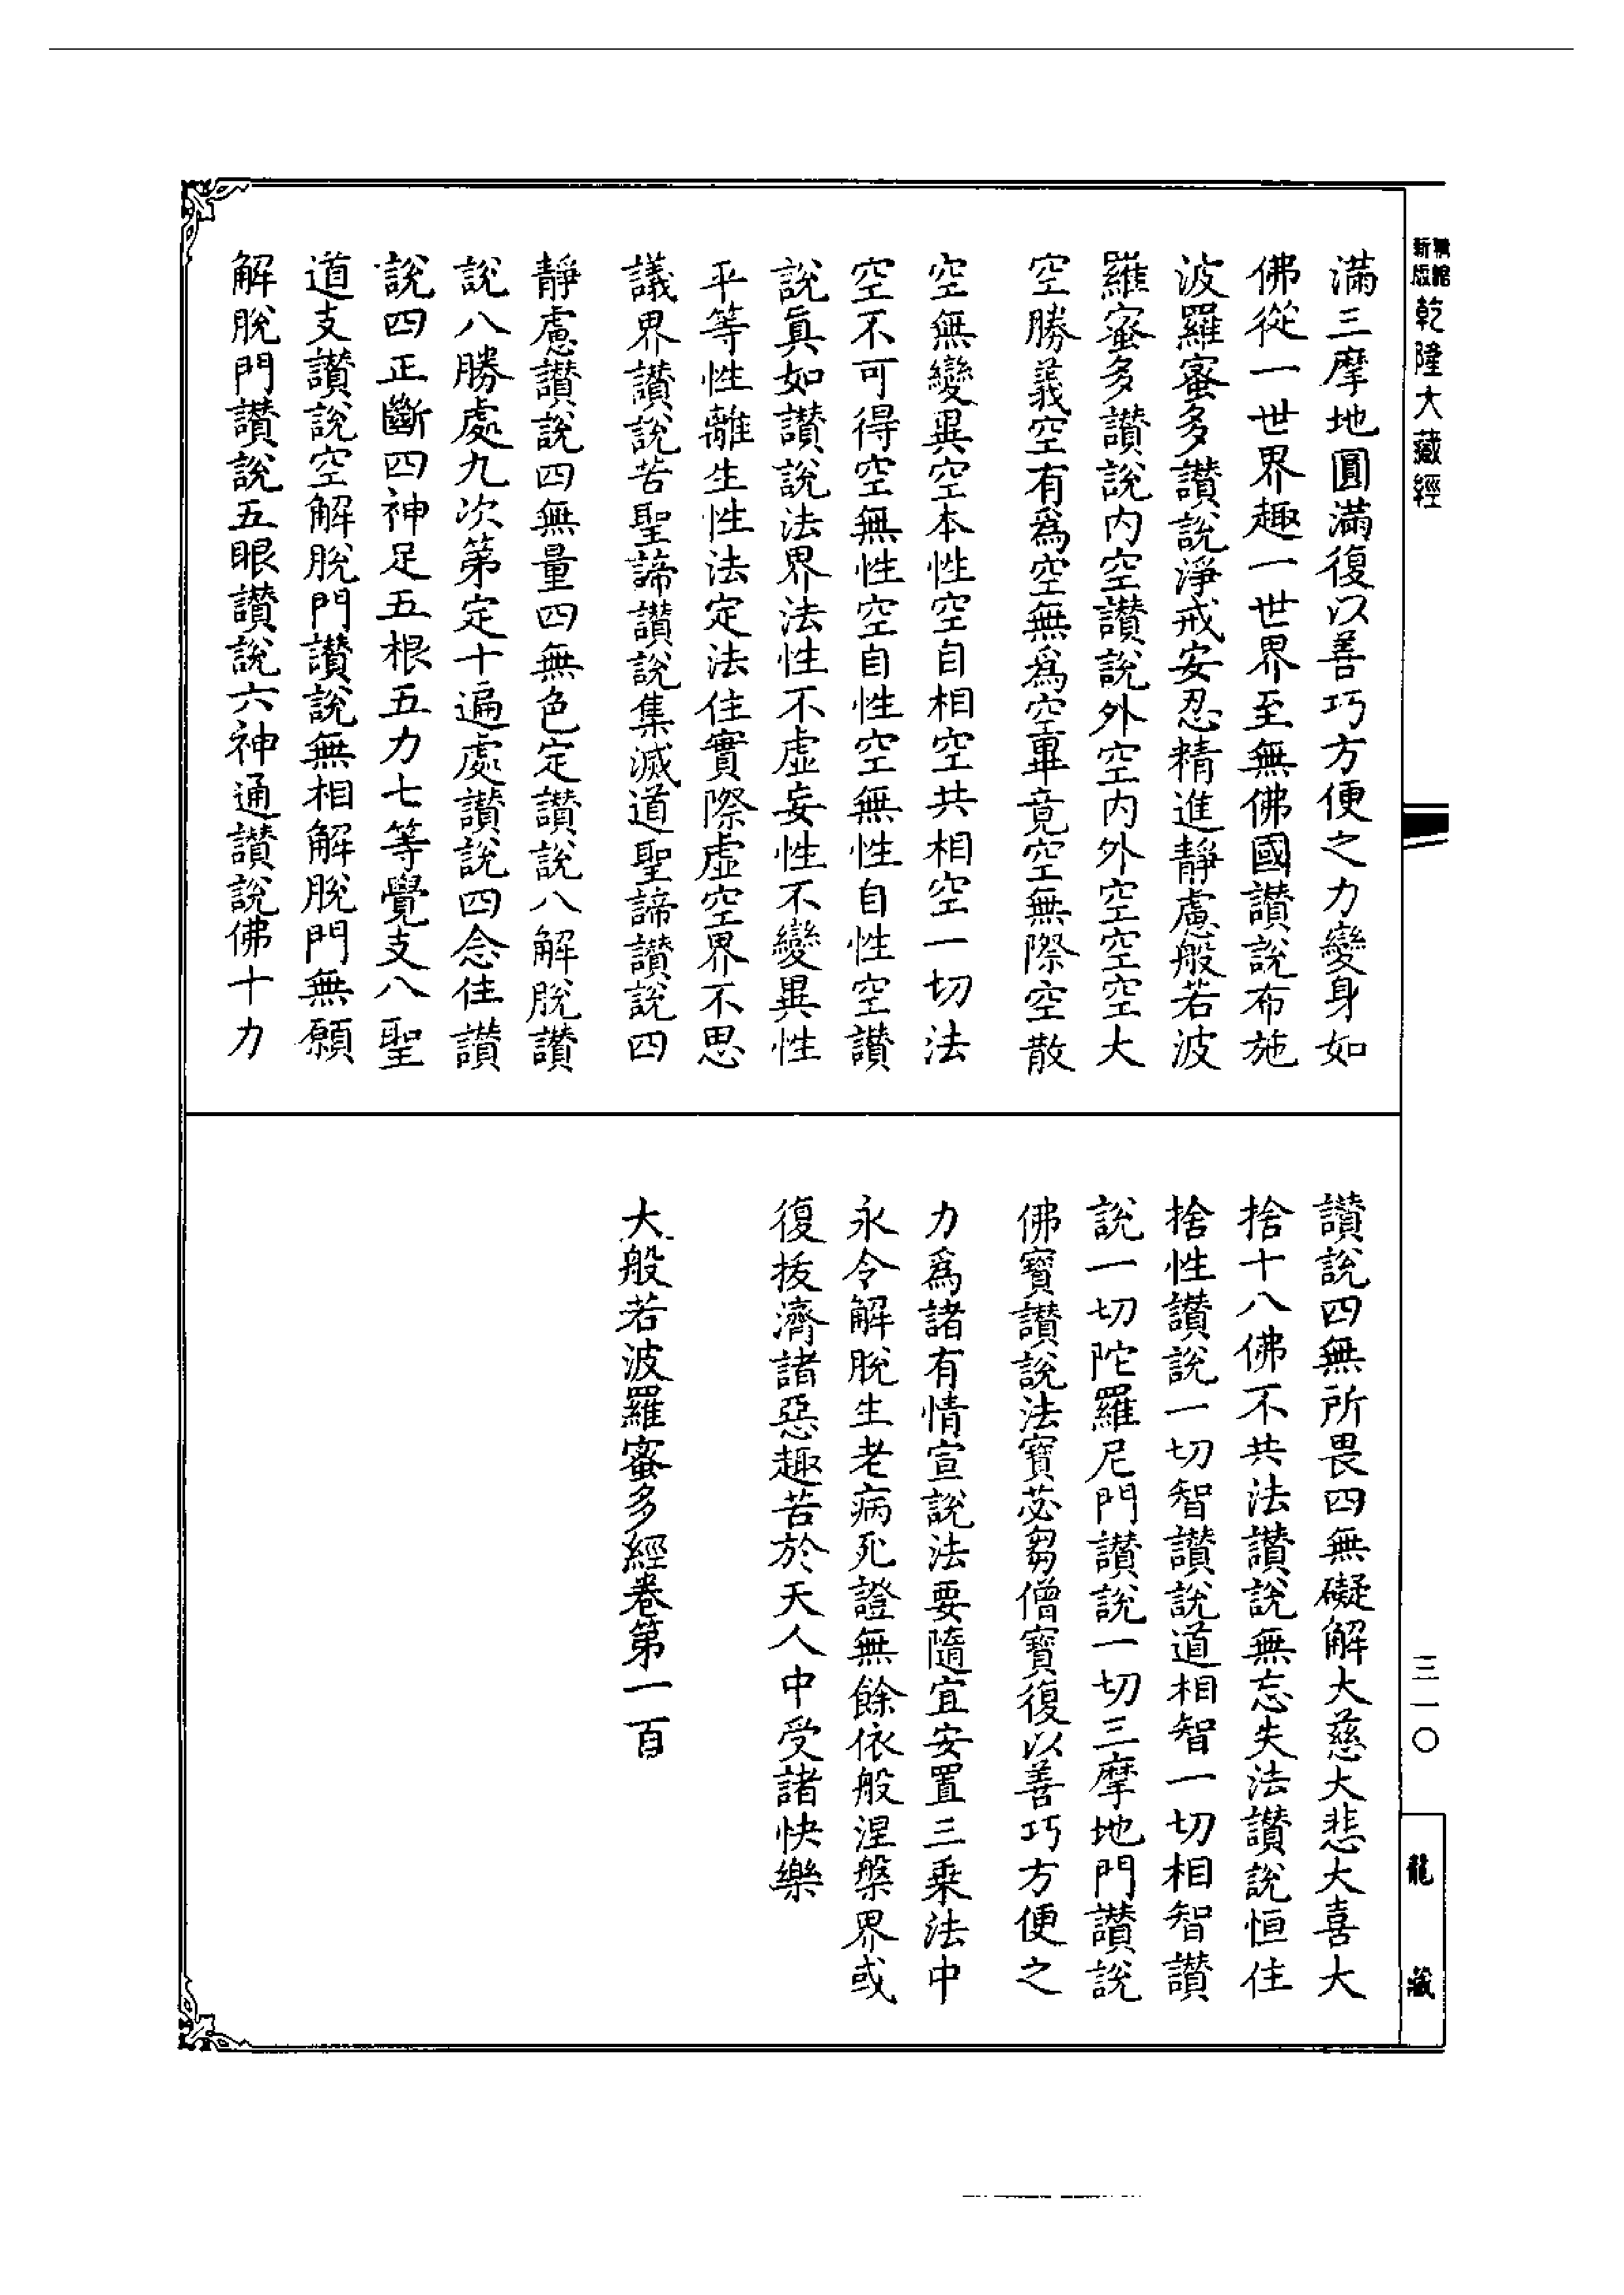 精縮新版乾隆大藏經
滿三摩地圓滿復以善巧方便之力變身如
佛從一世界趣一世界至無佛國讚說布施
波羅蜜多讚說淨戒安忍精進靜慮般若波
羅蜜多讚說內空讚說外空內外空空空大
空勝義空有爲空無爲空畢竟空無際空散
空無變異空本性空自相空共相空一切法
空不可得空無性空自性空無性自性空讚
說眞如讚說法界法性不虛妄性不變異性
平等性離生性法定法住實際虛空界不思
議界讚說苦聖諦讚說集滅道聖諦讚說四
靜慮讚說四無量四無色定讚說八解脫讚
說八勝處九次第定十遍處讚說四念住讚
說四正斷四神足五根五力七等覺支八聖
道支讚說空解脫門讚說無相解脫門無願
解脫門讚說五眼讚說六神通讚說佛十力
讚說四無所畏四無礙解大慈大悲大喜大
捨十八佛不共法讚說無忘失法讚說恒住
捨性讚說一切智讚說道相智一切相智讚
說一切陀羅尼門讚說一切三摩地門讚說
佛寶讚說法寶苾芻僧寶復以善巧方便之
力爲諸有情宣說法要隨宜安置三乘法中
永令解脫生老病死證無餘依般涅槃界或
復拔濟諸惡趣苦於天人中受諸快樂
大般若波羅蜜多經卷第一百
三一〇
龍藏